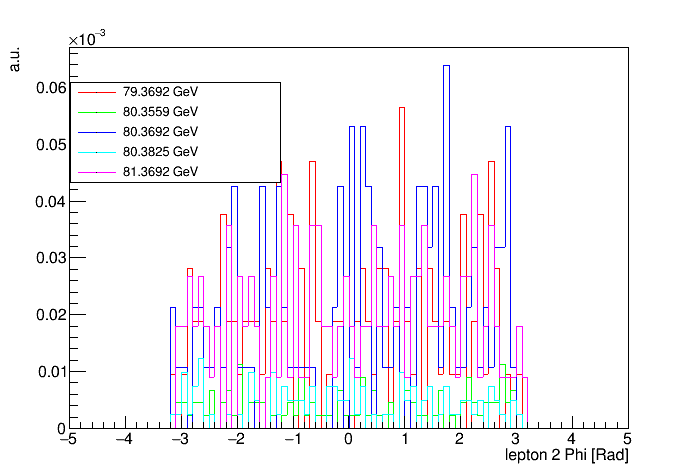 ×10⁻³
a.u.
0.06
79.3692 GeV
80.3559 GeV
80.3692 GeV
80.3825 GeV
81.3692 GeV
0.05
0.04
0.03
0.02
0.01
0
−5 −4 −3 −2 −1 0 1 2 3 4 5
lepton 2 Phi [Rad]